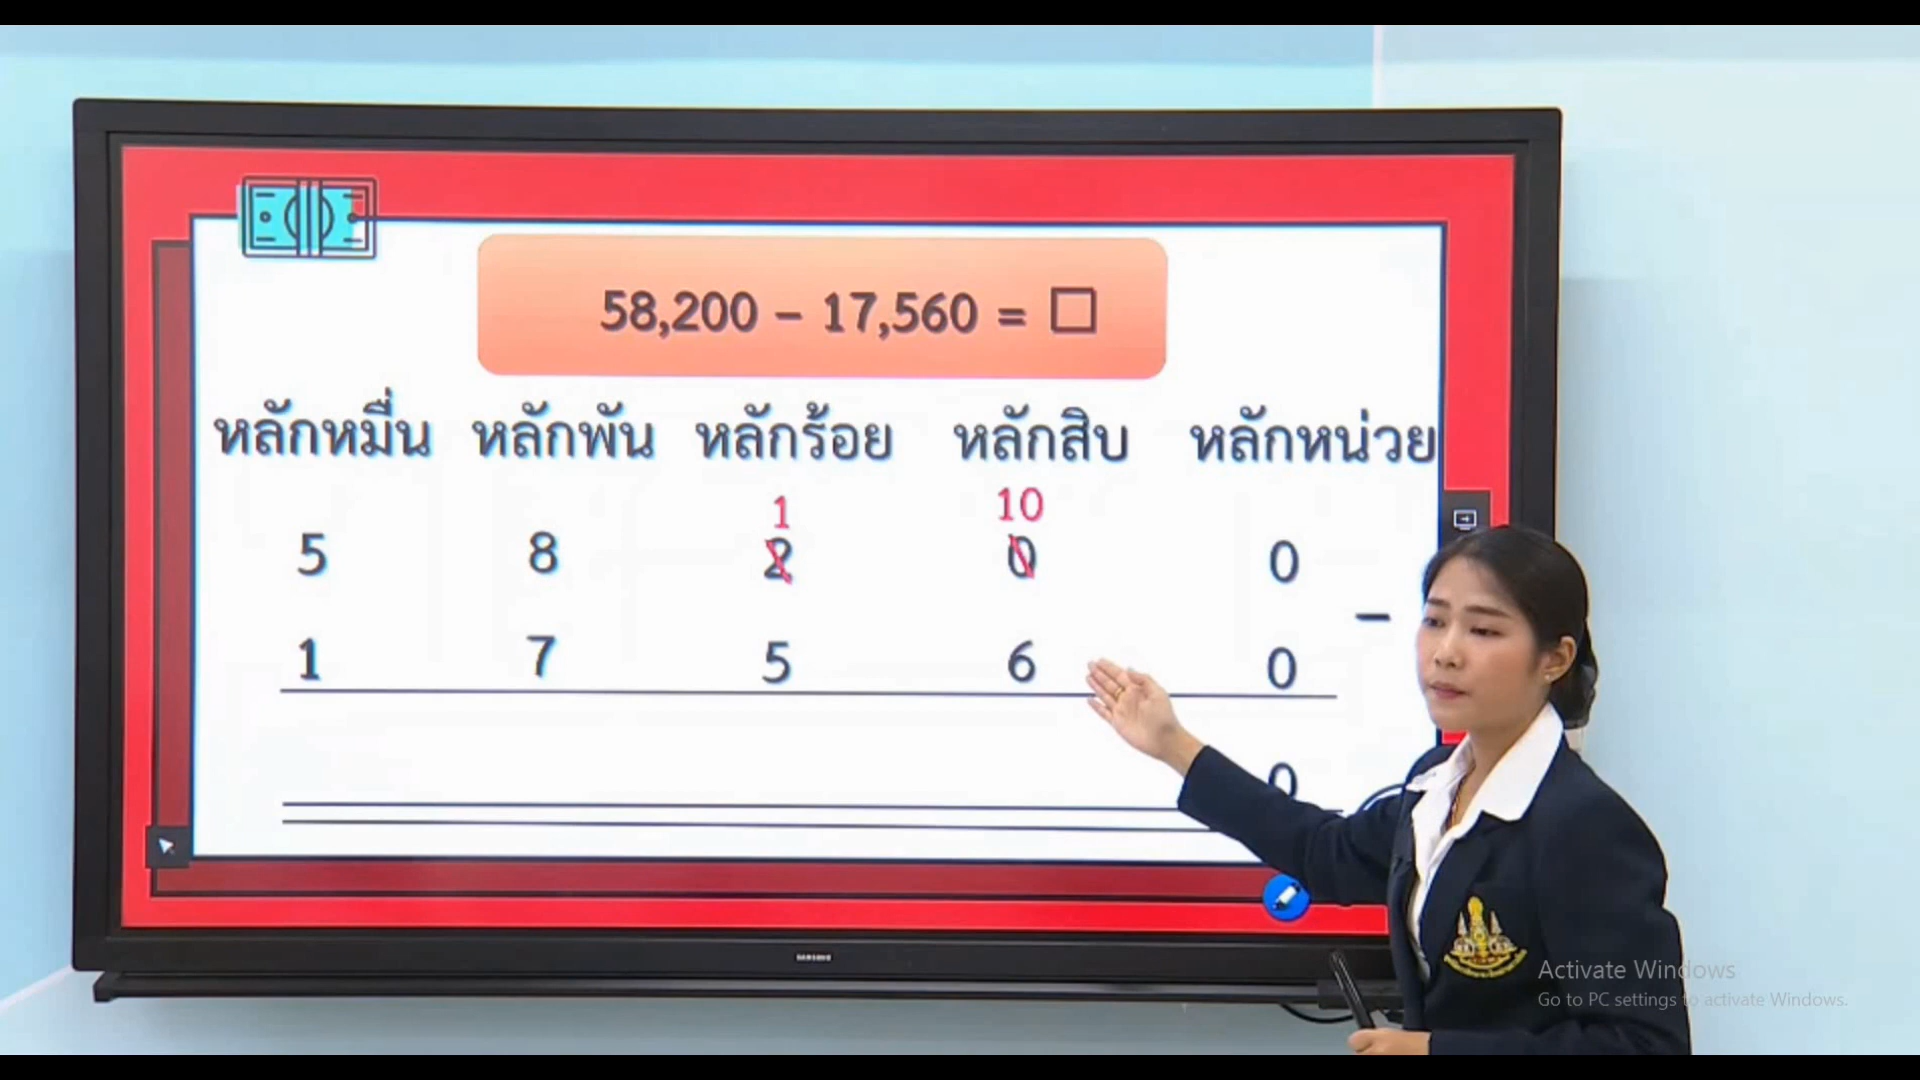 58,200 – 17,560 = □
หลักหมื่น หลักพัน หลักร้อย หลักสิบ หลักหน่วย
1 10
5 8 2 0 0
–
1 7 5 6 0
0
SAMSUNG
Activate Windows
Go to PC settings to activate Windows.